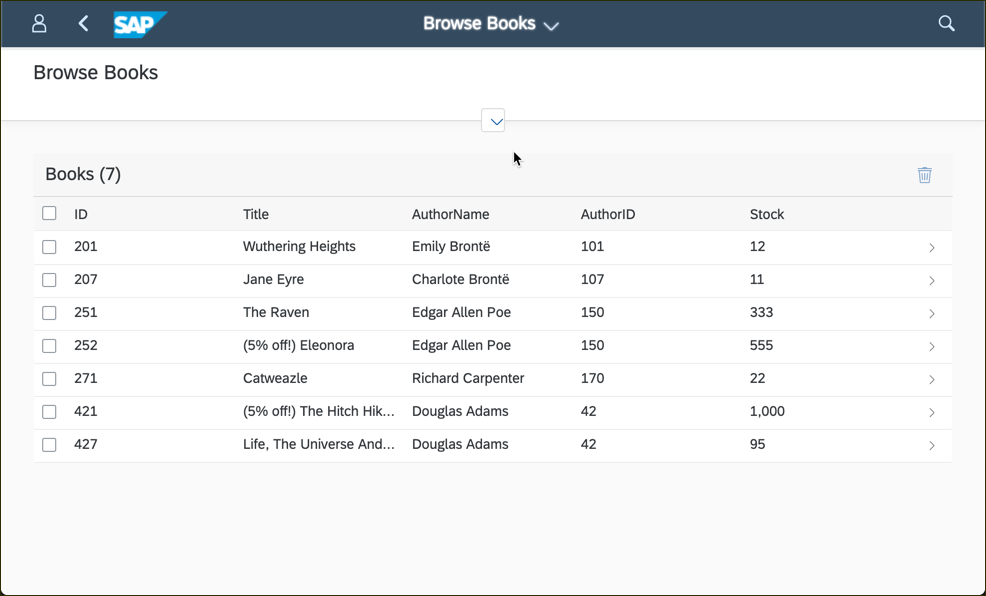 SAP Browse Books
Browse Books
Books (7)
ID Title AuthorName AuthorID Stock
201 Wuthering Heights Emily Brontë 101 12
207 Jane Eyre Charlote Brontë 107 11
251 The Raven Edgar Allen Poe 150 333
252 (5% off!) Eleonora Edgar Allen Poe 150 555
271 Catweazle Richard Carpenter 170 22
421 (5% off!) The Hitch Hik... Douglas Adams 42 1,000
427 Life, The Universe And... Douglas Adams 42 95